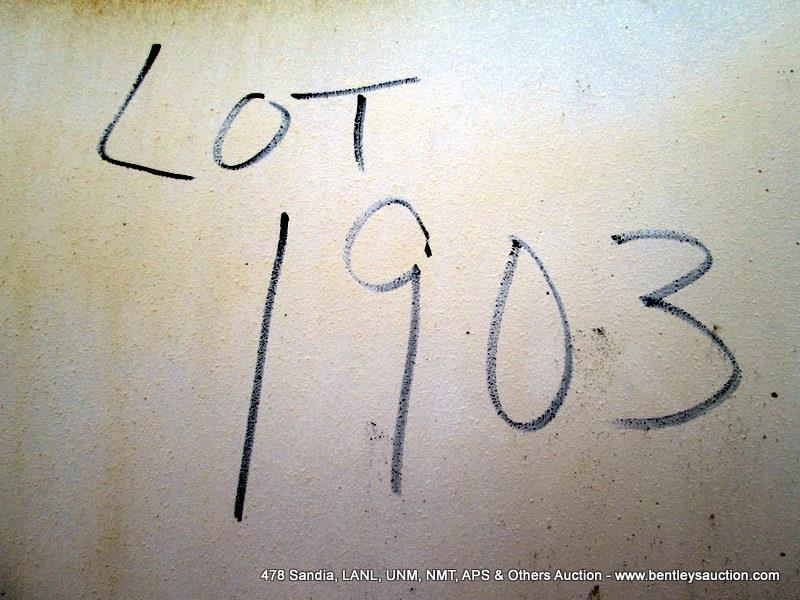 LOT
1903
478 Sandia, LANL, UNM, NMT, APS & Others Auction - www.bentleysauction.com